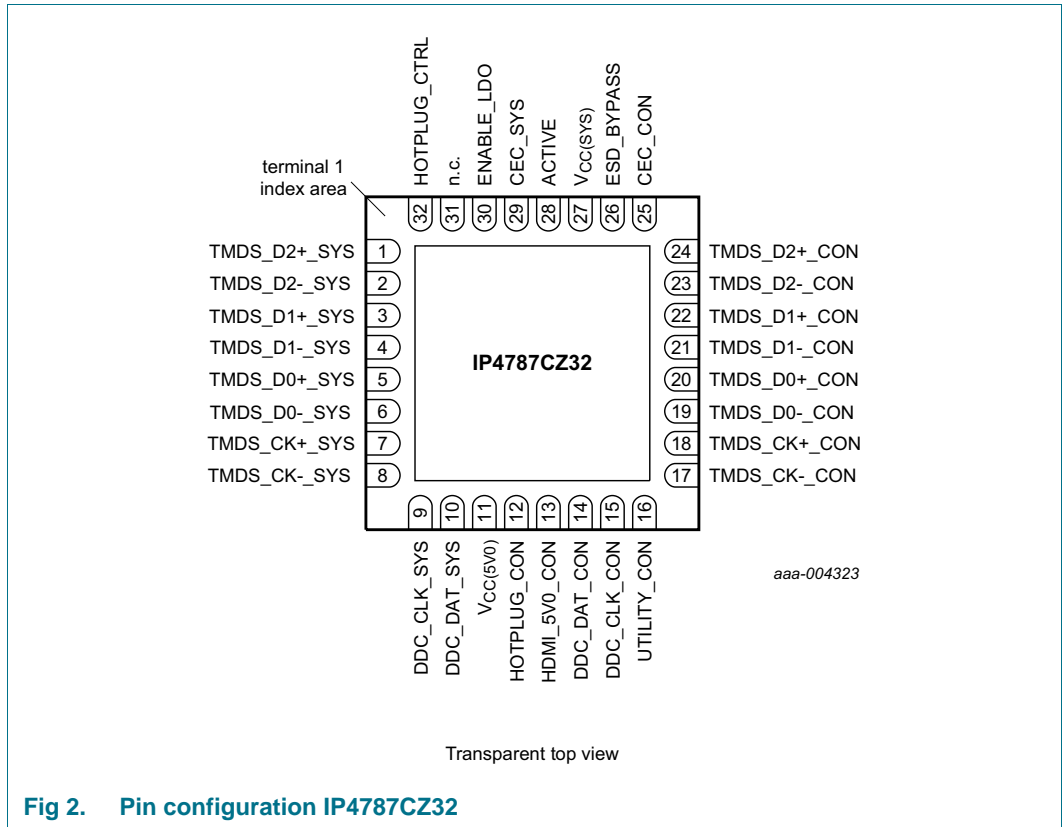 HOTPLUG_CTRL
n.c.
ENABLE_LDO
CEC_SYS
ACTIVE
VCC(SYS)
ESD_BYPASS
CEC_CON
terminal 1
index area
32
31
30
29
28
27
26
25
TMDS_D2+_SYS 1
TMDS_D2-_SYS 2
TMDS_D1+_SYS 3
TMDS_D1-_SYS 4
TMDS_D0+_SYS 5
TMDS_D0-_SYS 6
TMDS_CK+_SYS 7
TMDS_CK-_SYS 8
IP4787CZ32
24 TMDS_D2+_CON
23 TMDS_D2-_CON
22 TMDS_D1+_CON
21 TMDS_D1-_CON
20 TMDS_D0+_CON
19 TMDS_D0-_CON
18 TMDS_CK+_CON
17 TMDS_CK-_CON
9
10
11
12
13
14
15
16
DDC_CLK_SYS
DDC_DAT_SYS
VCC(5V0)
HOTPLUG_CON
HDMI_5V0_CON
DDC_DAT_CON
DDC_CLK_CON
UTILITY_CON
aaa-004323
Transparent top view
Fig 2. Pin configuration IP4787CZ32